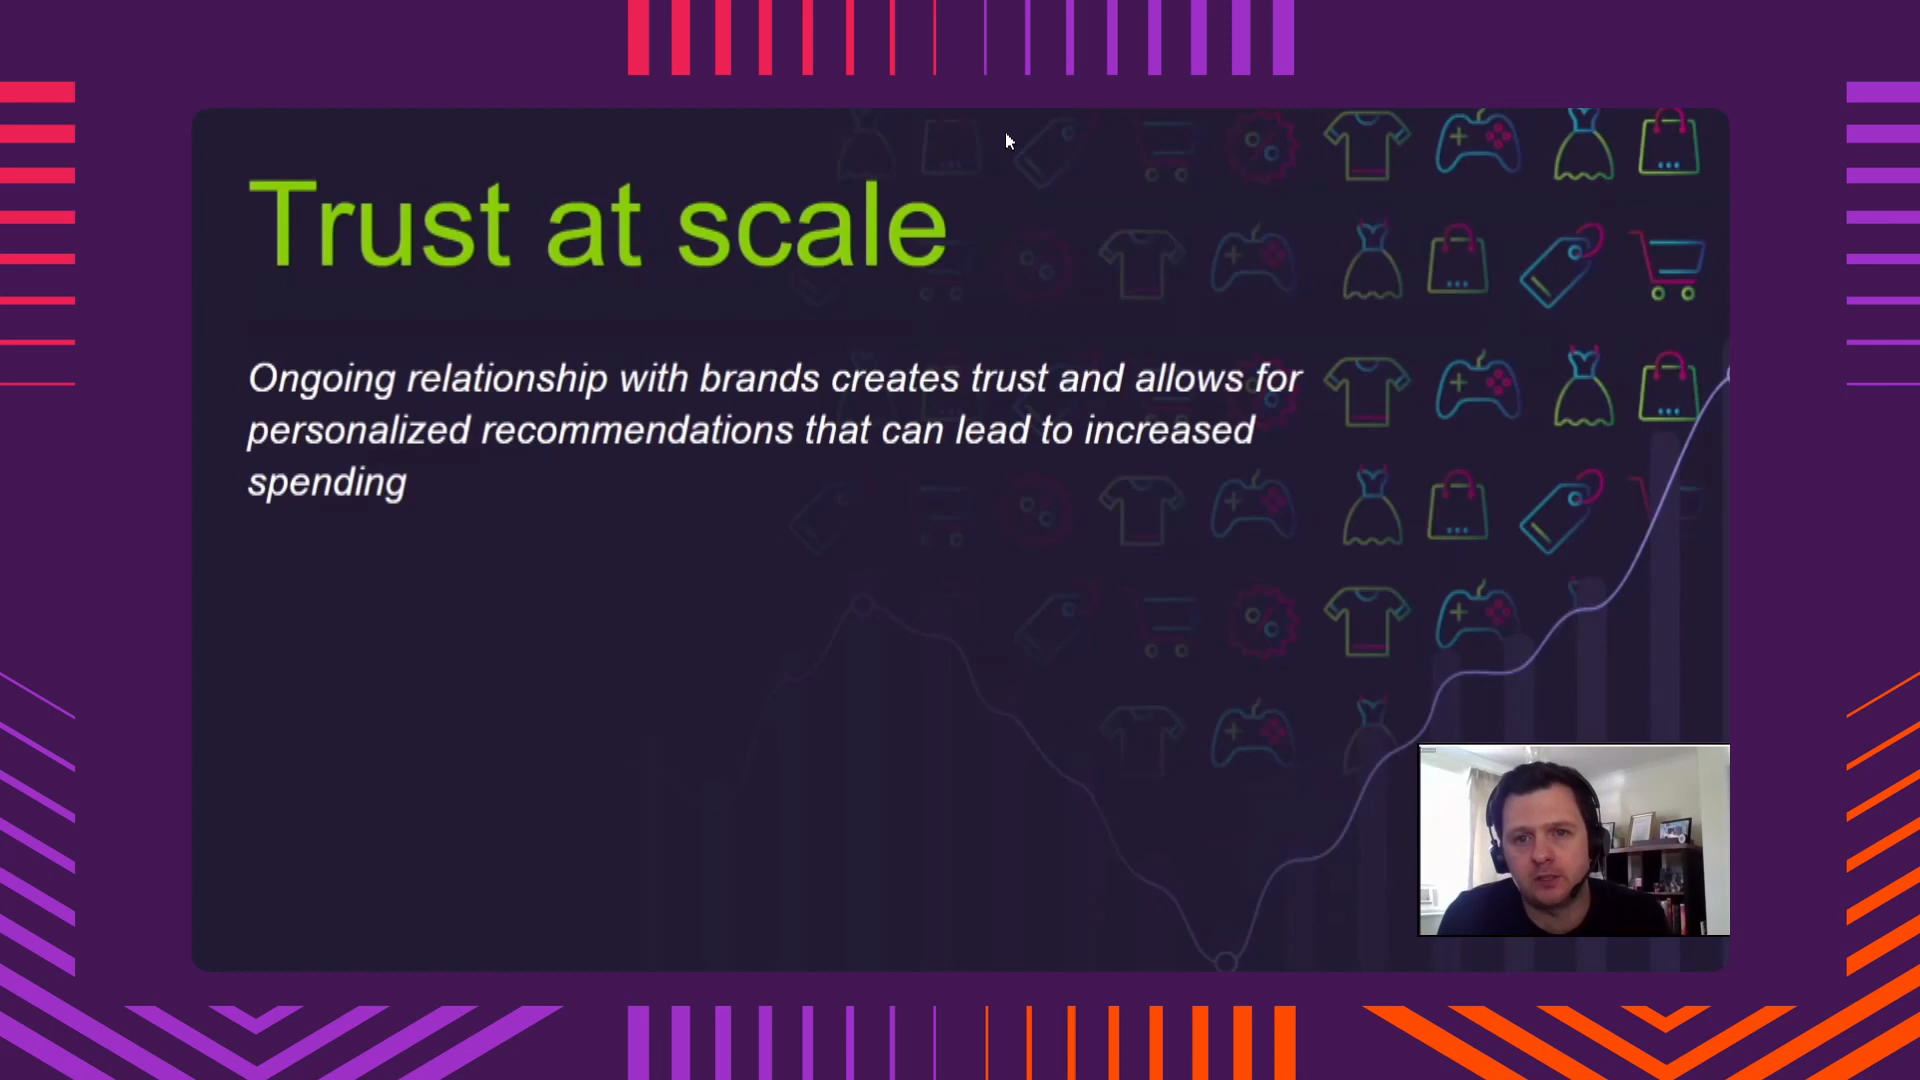 Trust at scale
Ongoing relationship with brands creates trust and allows for
personalized recommendations that can lead to increased
spending